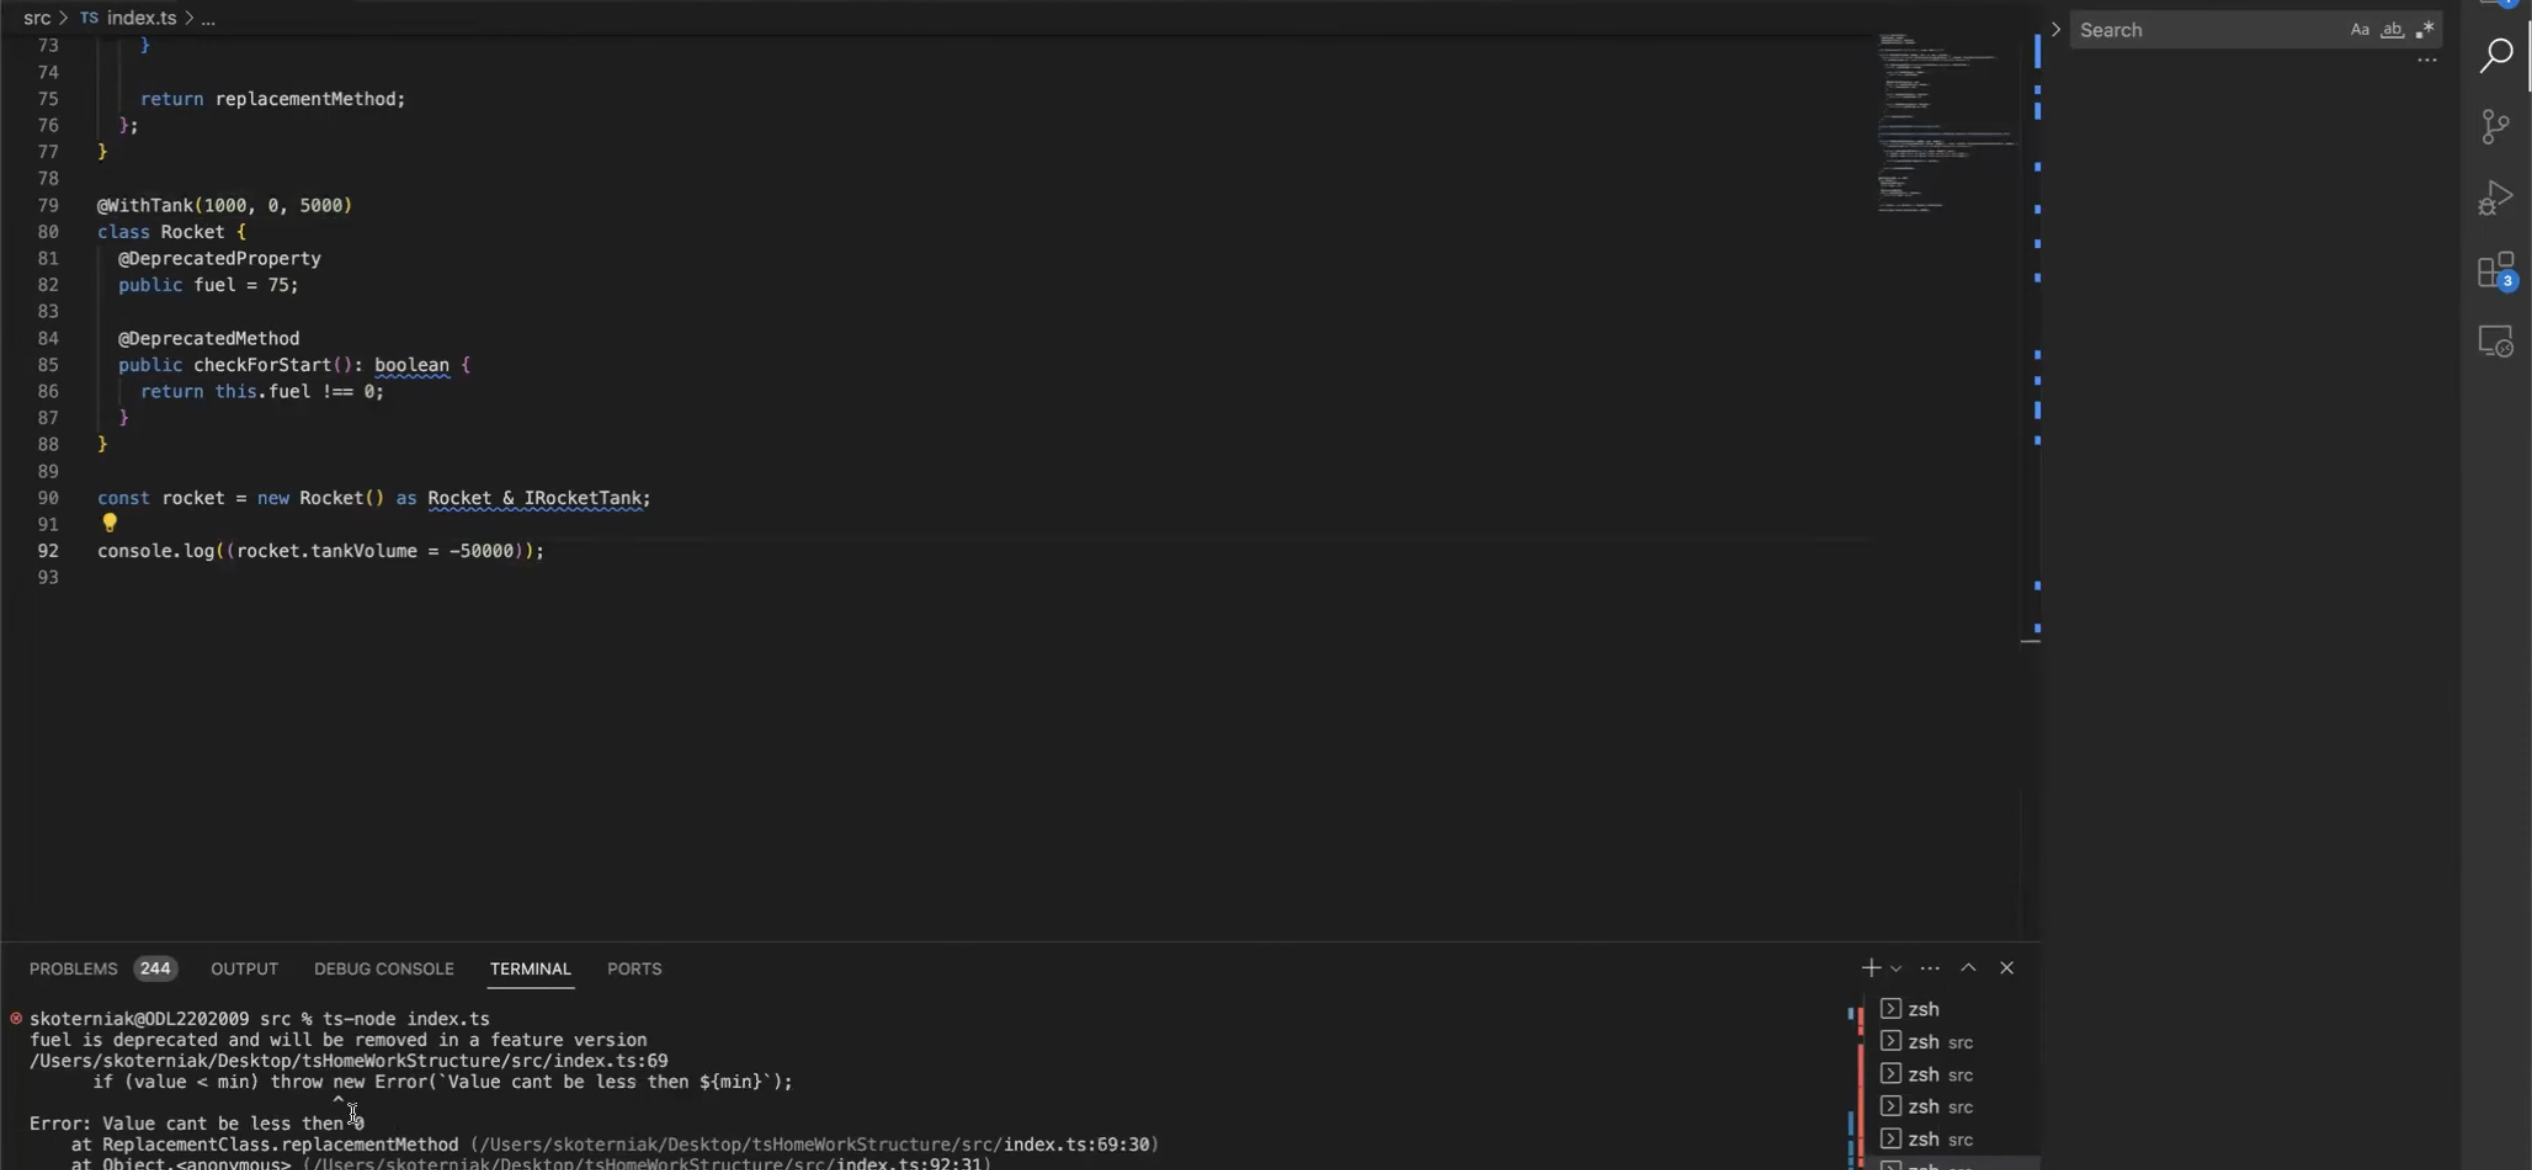 src > TS index.ts > ...
73 }
74
75 return replacementMethod;
76 };
77 }
78
79 @WithTank(1000, 0, 5000)
80 class Rocket {
81 @DeprecatedProperty
82 public fuel = 75;
83
84 @DeprecatedMethod
85 public checkForStart(): boolean {
86 return this.fuel !== 0;
87 }
88 }
89
90 const rocket = new Rocket() as Rocket & IRocketTank;
91
92 console.log((rocket.tankVolume = -50000));
93
Search Aa ab .*
...
3
PROBLEMS 244 OUTPUT DEBUG CONSOLE TERMINAL PORTS
skoterniak@ODL2202009 src % ts-node index.ts
fuel is deprecated and will be removed in a feature version
/Users/skoterniak/Desktop/tsHomeWorkStructure/src/index.ts:69
if (value < min) throw new Error(`Value cant be less then ${min}`);
^
Error: Value cant be less then 0
at ReplacementClass.replacementMethod (/Users/skoterniak/Desktop/tsHomeWorkStructure/src/index.ts:69:30)
at Object.<anonymous> (/Users/skoterniak/Desktop/tsHomeWorkStructure/src/index.ts:92:31)
zsh
zsh src
zsh src
zsh src
zsh src
zsh src